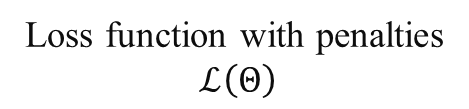 Loss function with penalties
ℒ(Θ)